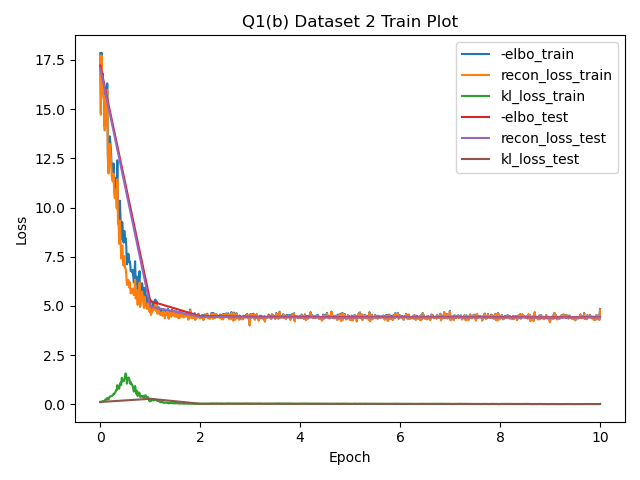 Q1(b) Dataset 2 Train Plot
-elbo_train
recon_loss_train
kl_loss_train
-elbo_test
recon_loss_test
kl_loss_test
17.5
15.0
12.5
10.0
7.5
5.0
2.5
0.0
Loss
0 2 4 6 8 10
Epoch